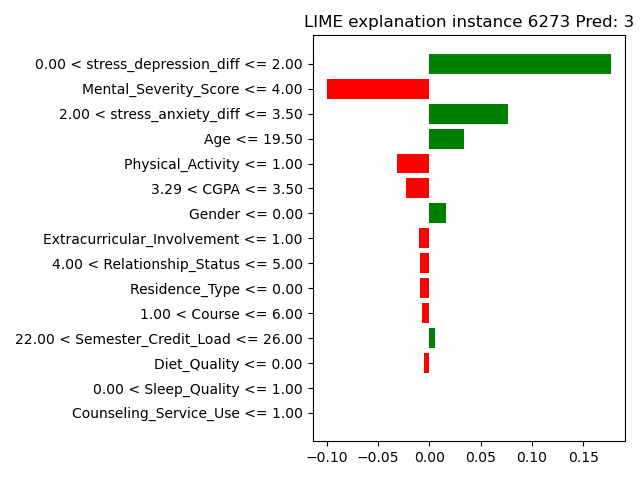 LIME explanation instance 6273 Pred: 3
0.00 < stress_depression_diff <= 2.00
Mental_Severity_Score <= 4.00
2.00 < stress_anxiety_diff <= 3.50
Age <= 19.50
Physical_Activity <= 1.00
3.29 < CGPA <= 3.50
Gender <= 0.00
Extracurricular_Involvement <= 1.00
4.00 < Relationship_Status <= 5.00
Residence_Type <= 0.00
1.00 < Course <= 6.00
22.00 < Semester_Credit_Load <= 26.00
Diet_Quality <= 0.00
0.00 < Sleep_Quality <= 1.00
Counseling_Service_Use <= 1.00
−0.10 −0.05 0.00 0.05 0.10 0.15